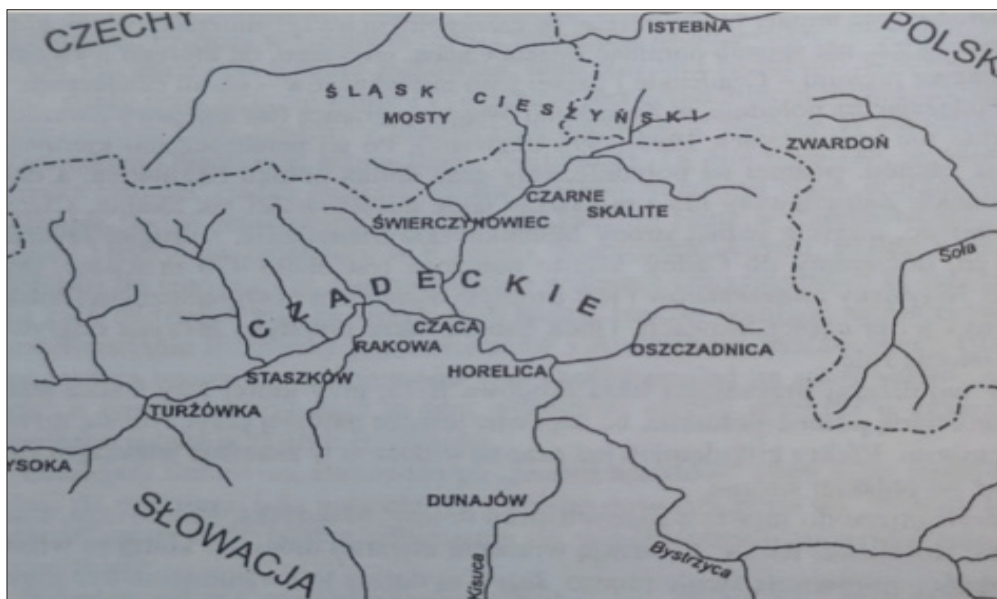 CZECHY
POLSK
ISTEBNA
ŚLĄSK CIESZYŃSKI
MOSTY
ZWARDOŃ
CZARNE
SKALITE
ŚWIERCZYNOWIEC
Soła
CZADECKIE
CZACA
RAKOWA
OSZCZADNICA
HORELICA
STASZKÓW
TURZÓWKA
YSOKA
DUNAJÓW
SŁOWACJA
Kisuca
Bystrzyca